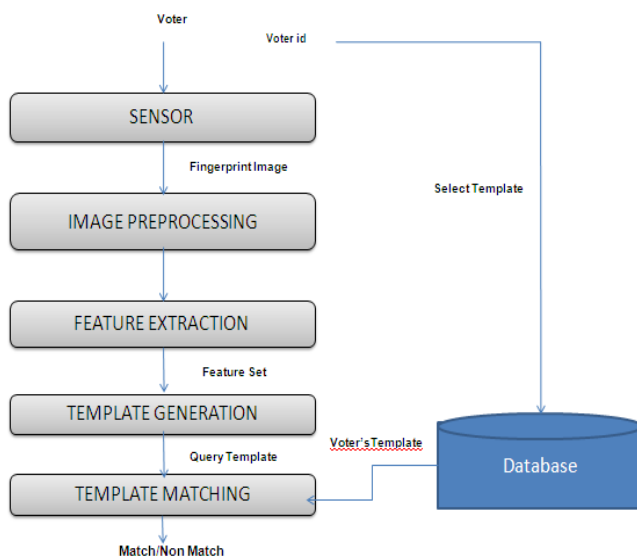 Voter
Voter id
SENSOR
Fingerprint Image
IMAGE PREPROCESSING
Select Template
FEATURE EXTRACTION
Feature Set
TEMPLATE GENERATION
Voter's Template
Query Template
Database
TEMPLATE MATCHING
Match/Non Match